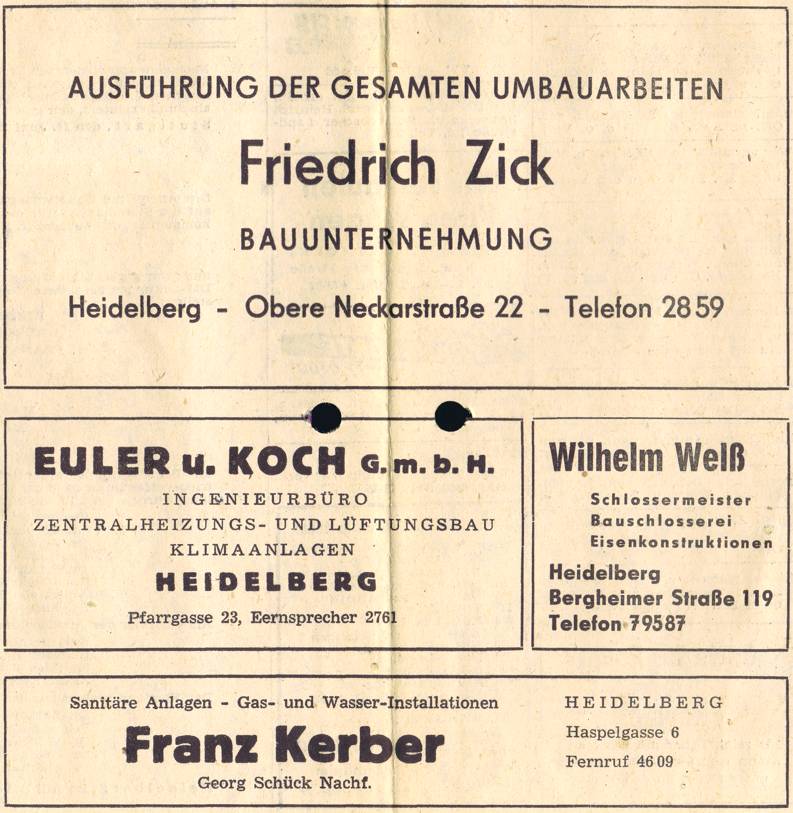 AUSFÜHRUNG DER GESAMTEN UMBAUARBEITEN
Friedrich Zick
BAUUNTERNEHMUNG
Heidelberg - Obere Neckarstraße 22 - Telefon 2859
EULER u. KOCH G.m.b.H.
INGENIEURBÜRO
ZENTRALHEIZUNGS- UND LÜFTUNGSBAU
KLIMAANLAGEN
HEIDELBERG
Pfarrgasse 23, Eernsprecher 2761
Wilhelm Welß
Schlossermeister
Bauschlosserei
Eisenkonstruktionen
Heidelberg
Bergheimer Straße 119
Telefon 79587
Sanitäre Anlagen - Gas- und Wasser-Installationen
Franz Kerber
Georg Schück Nachf.
HEIDELBERG
Haspelgasse 6
Fernruf 4609